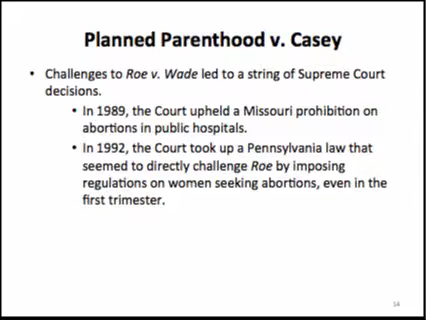 Planned Parenthood v. Casey
• Challenges to Roe v. Wade led to a string of Supreme Court
decisions.
• In 1989, the Court upheld a Missouri prohibition on
abortions in public hospitals.
• In 1992, the Court took up a Pennsylvania law that
seemed to directly challenge Roe by imposing
regulations on women seeking abortions, even in the
first trimester.
14